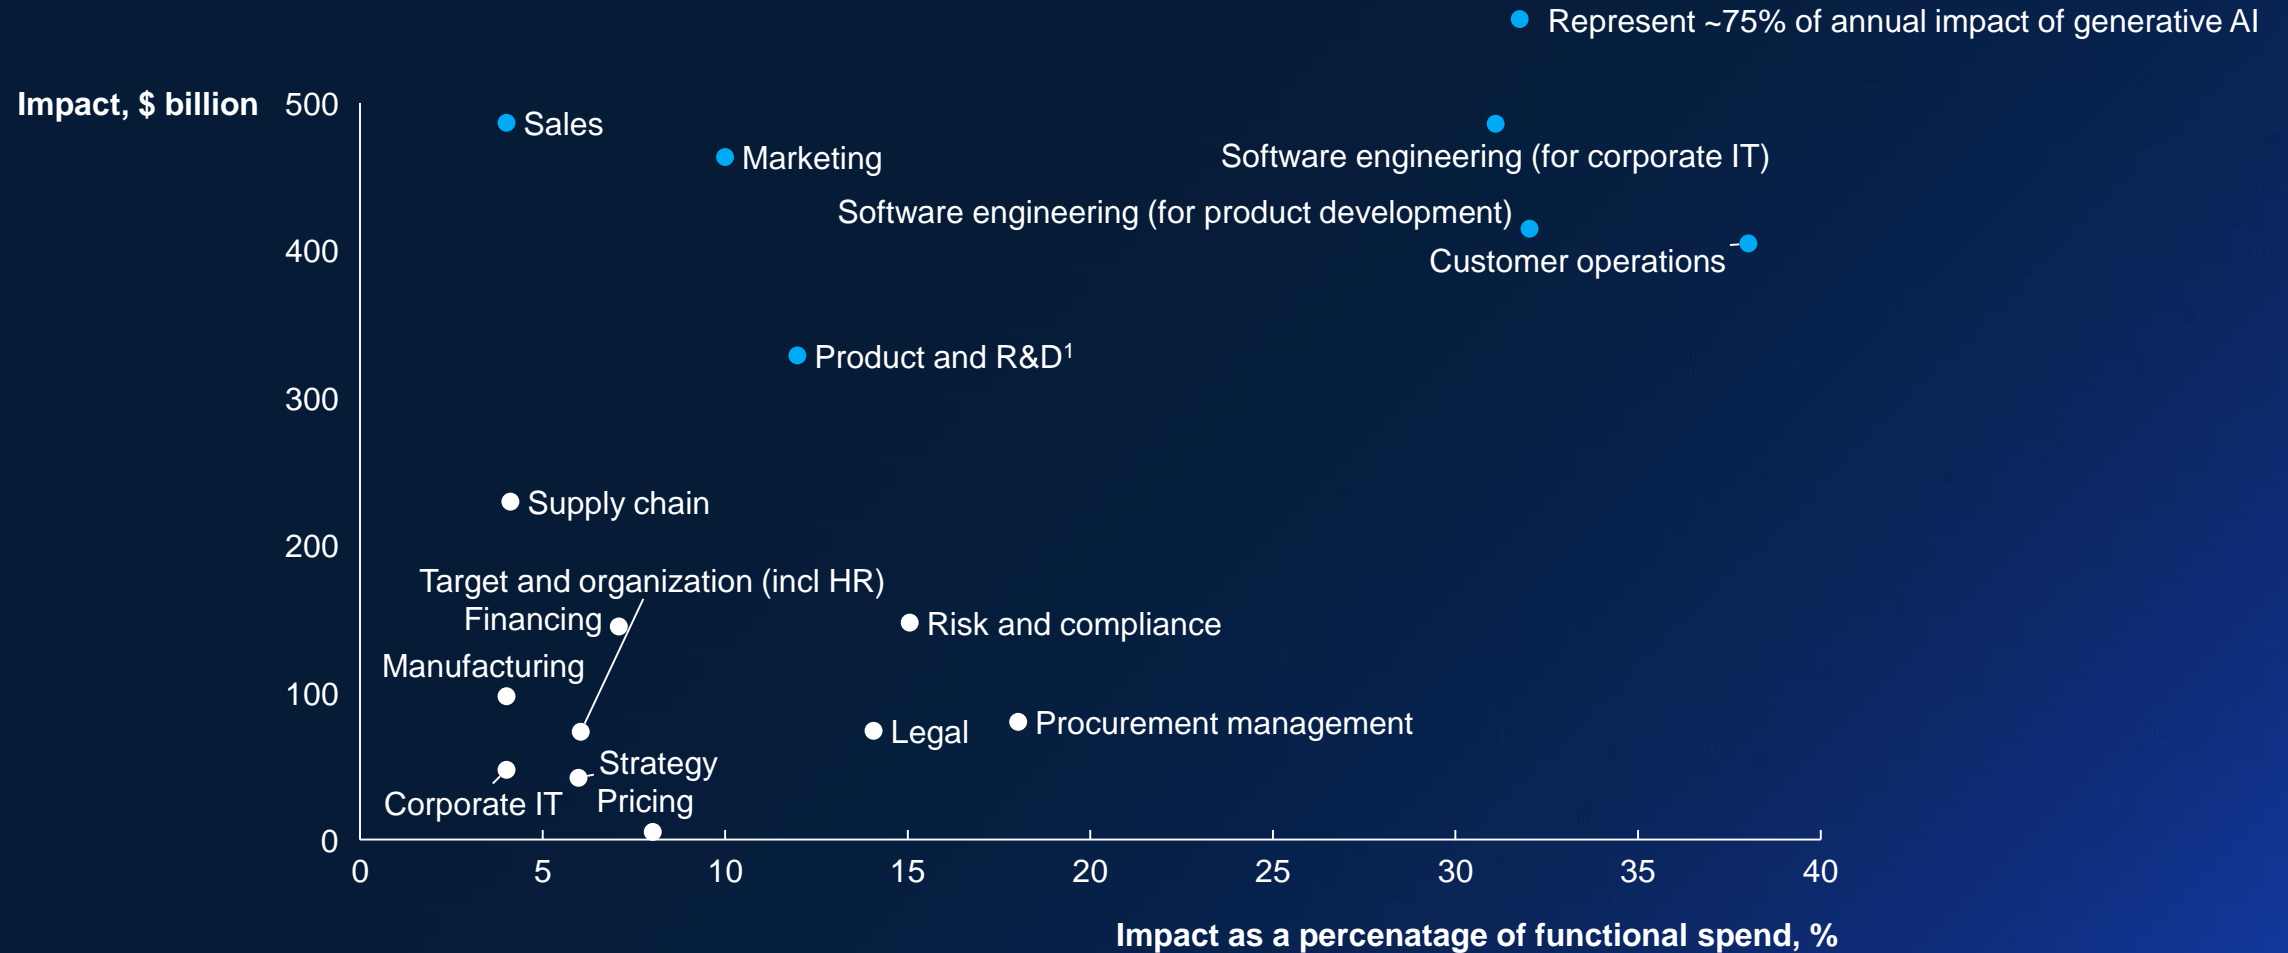 Represent ~75% of annual impact of generative AI
Impact, $ billion
500
Sales
Marketing
Software engineering (for corporate IT)
Software engineering (for product development)
400
Customer operations
Product and R&D¹
300
Supply chain
200
Target and organization (incl HR)
Financing
Risk and compliance
Manufacturing
100
Legal
Procurement management
Strategy
Corporate IT
Pricing
0
0 5 10 15 20 25 30 35 40
Impact as a percenatage of functional spend, %